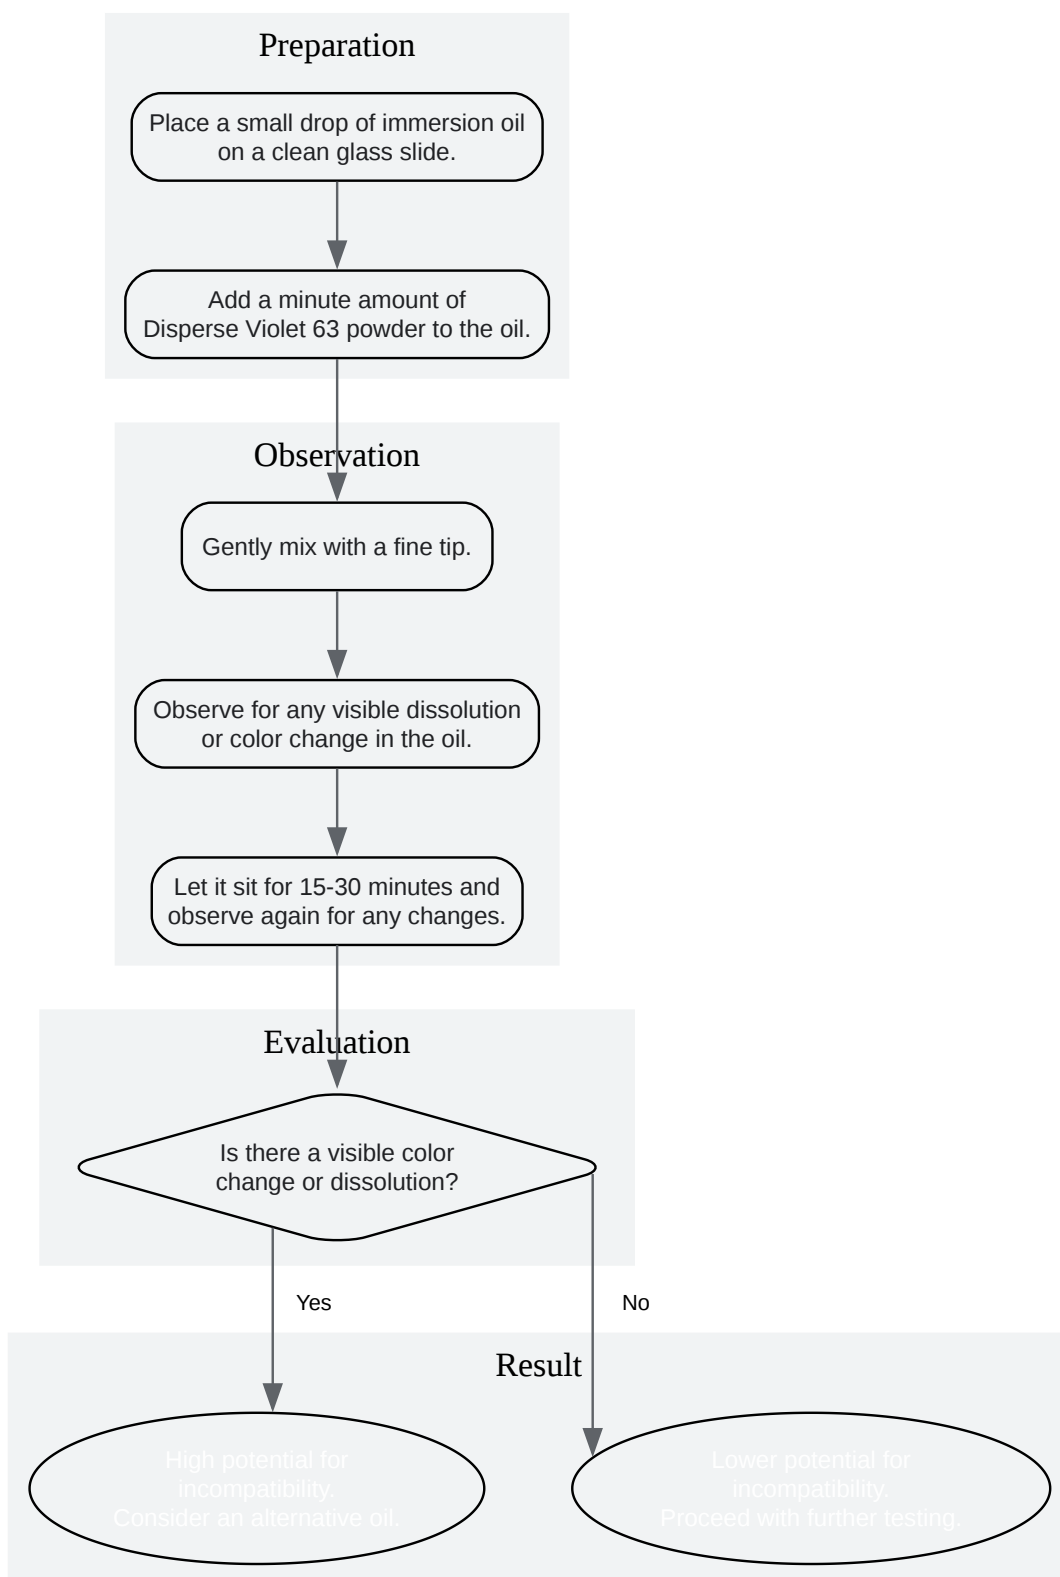 Preparation
Place a small drop of immersion oil
on a clean glass slide.
Add a minute amount of
Disperse Violet 63 powder to the oil.
Observation
Gently mix with a fine tip.
Observe for any visible dissolution
or color change in the oil.
Let it sit for 15-30 minutes and
observe again for any changes.
Evaluation
Is there a visible color
change or dissolution?
Yes
No
Result
High potential for
incompatibility.
Consider an alternative oil.
Lower potential for
incompatibility.
Proceed with further testing.